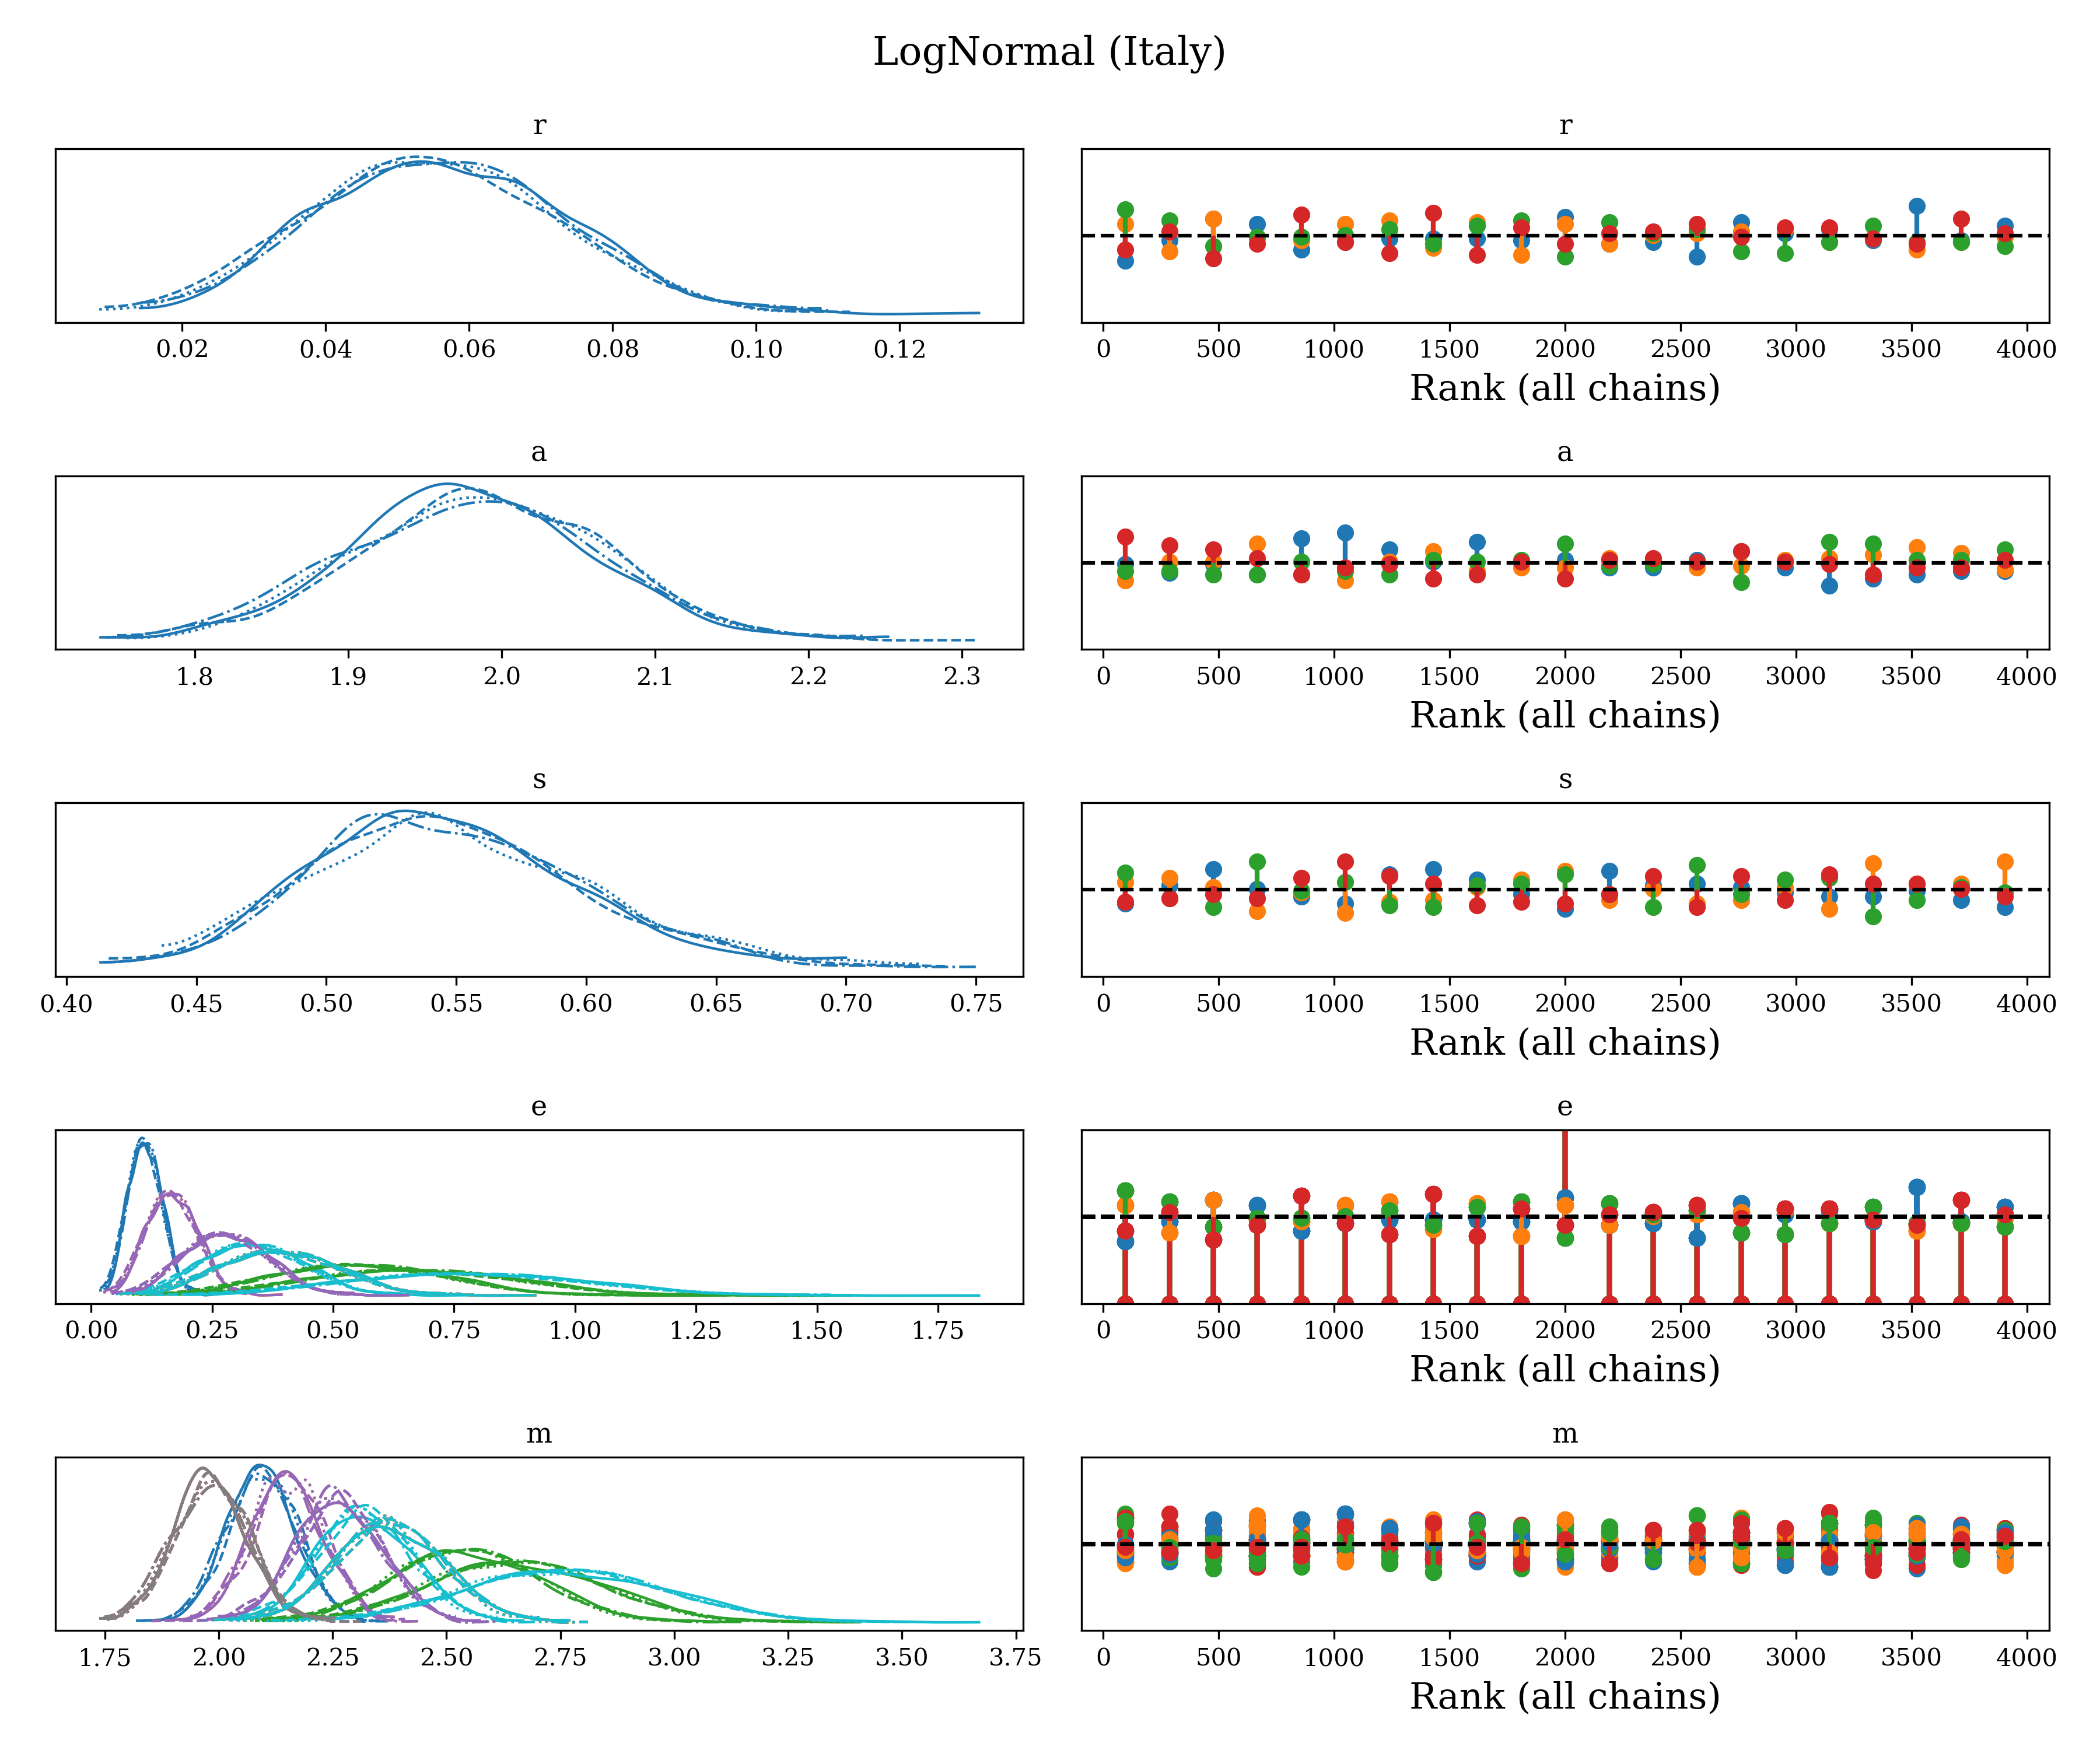 LogNormal (Italy)
r
r
0.02 0.04 0.06 0.08 0.10 0.12
0 500 1000 1500 2000 2500 3000 3500 4000
Rank (all chains)
a
a
1.8 1.9 2.0 2.1 2.2 2.3
0 500 1000 1500 2000 2500 3000 3500 4000
Rank (all chains)
s
s
0.40 0.45 0.50 0.55 0.60 0.65 0.70 0.75
0 500 1000 1500 2000 2500 3000 3500 4000
Rank (all chains)
e
e
0.00 0.25 0.50 0.75 1.00 1.25 1.50 1.75
0 500 1000 1500 2000 2500 3000 3500 4000
Rank (all chains)
m
m
1.75 2.00 2.25 2.50 2.75 3.00 3.25 3.50 3.75
0 500 1000 1500 2000 2500 3000 3500 4000
Rank (all chains)